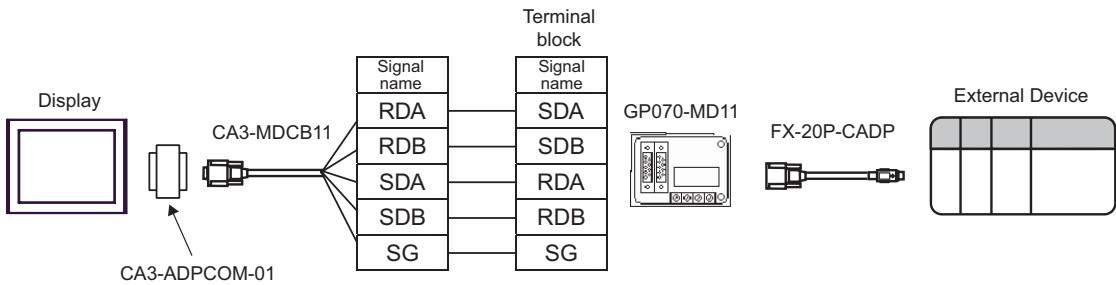 Terminal
block
Signal
name
Signal
name
Display
CA3-MDCB11
RDA
SDA
GP070-MD11
FX-20P-CADP
External Device
RDB
SDB
SDA
RDA
SDB
RDB
SG
SG
CA3-ADPCOM-01